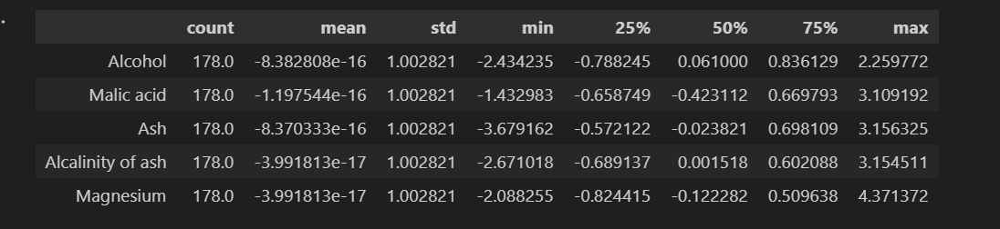 count mean std min 25% 50% 75% max
Alcohol 178.0 -8.382808e-16 1.002821 -2.434235 -0.788245 0.061000 0.836129 2.259772
Malic acid 178.0 -1.197544e-16 1.002821 -1.432983 -0.658749 -0.423112 0.669793 3.109192
Ash 178.0 -8.370333e-16 1.002821 -3.679162 -0.572122 -0.023821 0.698109 3.156325
Alcalinity of ash 178.0 -3.991813e-17 1.002821 -2.671018 -0.689137 0.001518 0.602088 3.154511
Magnesium 178.0 -3.991813e-17 1.002821 -2.088255 -0.824415 -0.122282 0.509638 4.371372